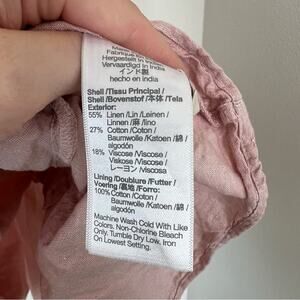 Fabriqué en
Hergestellt in Indien
Vervaardigd in India
インド製
hecho en india
Shell/Tissu Principal/
Shell/Bovenstof/本体/Tela
Exterior:
55% Linen/Lin/Leinen/
Linnen/麻/lino
27% Cotton/Coton/
Baumwolle/Katoen/綿/
algodón
18% Viscose/Viscose/
Viskose/Viscose/
レーヨン/viscosa
Lining/Doublure/Futter/
Voering/裏地/Forro:
100% Cotton/Coton/
Baumwolle/Katoen/綿/
algodón
Machine Wash Cold With Like
Colors. Non-Chlorine Bleach
Only. Tumble Dry Low. Iron
On Lowest Setting.